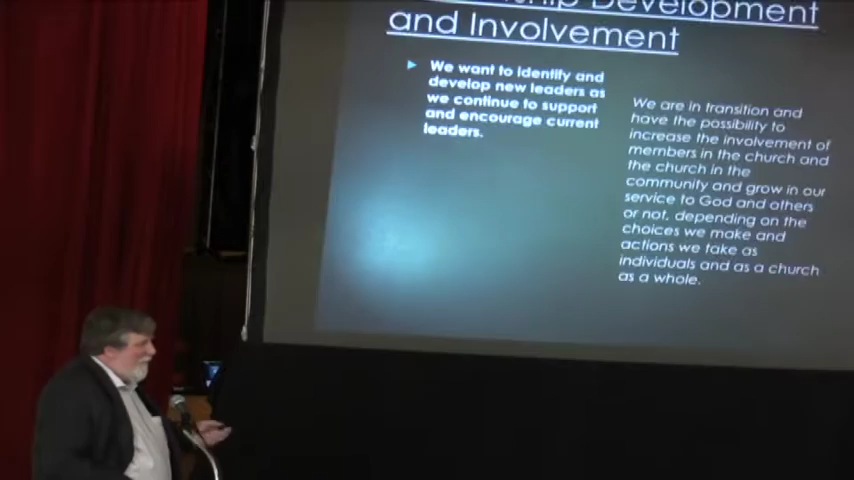 Development
and Involvement
We want to identify and
develop new leaders as
we continue to support
and encourage current
leaders.
We are in transition and
have the possibility to
increase the involvement of
members in the church and
the church in the
community and grow in our
service to God and others
or not, depending on the
choices we make and
actions we take as
individuals and as a church
as a whole.